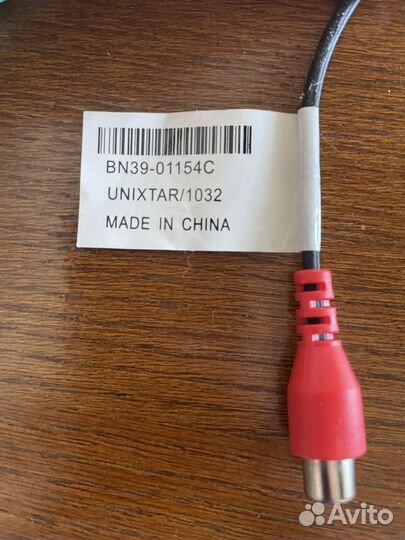 BN39-01154C
UNIXTAR/1032
MADE IN CHINA
Avito